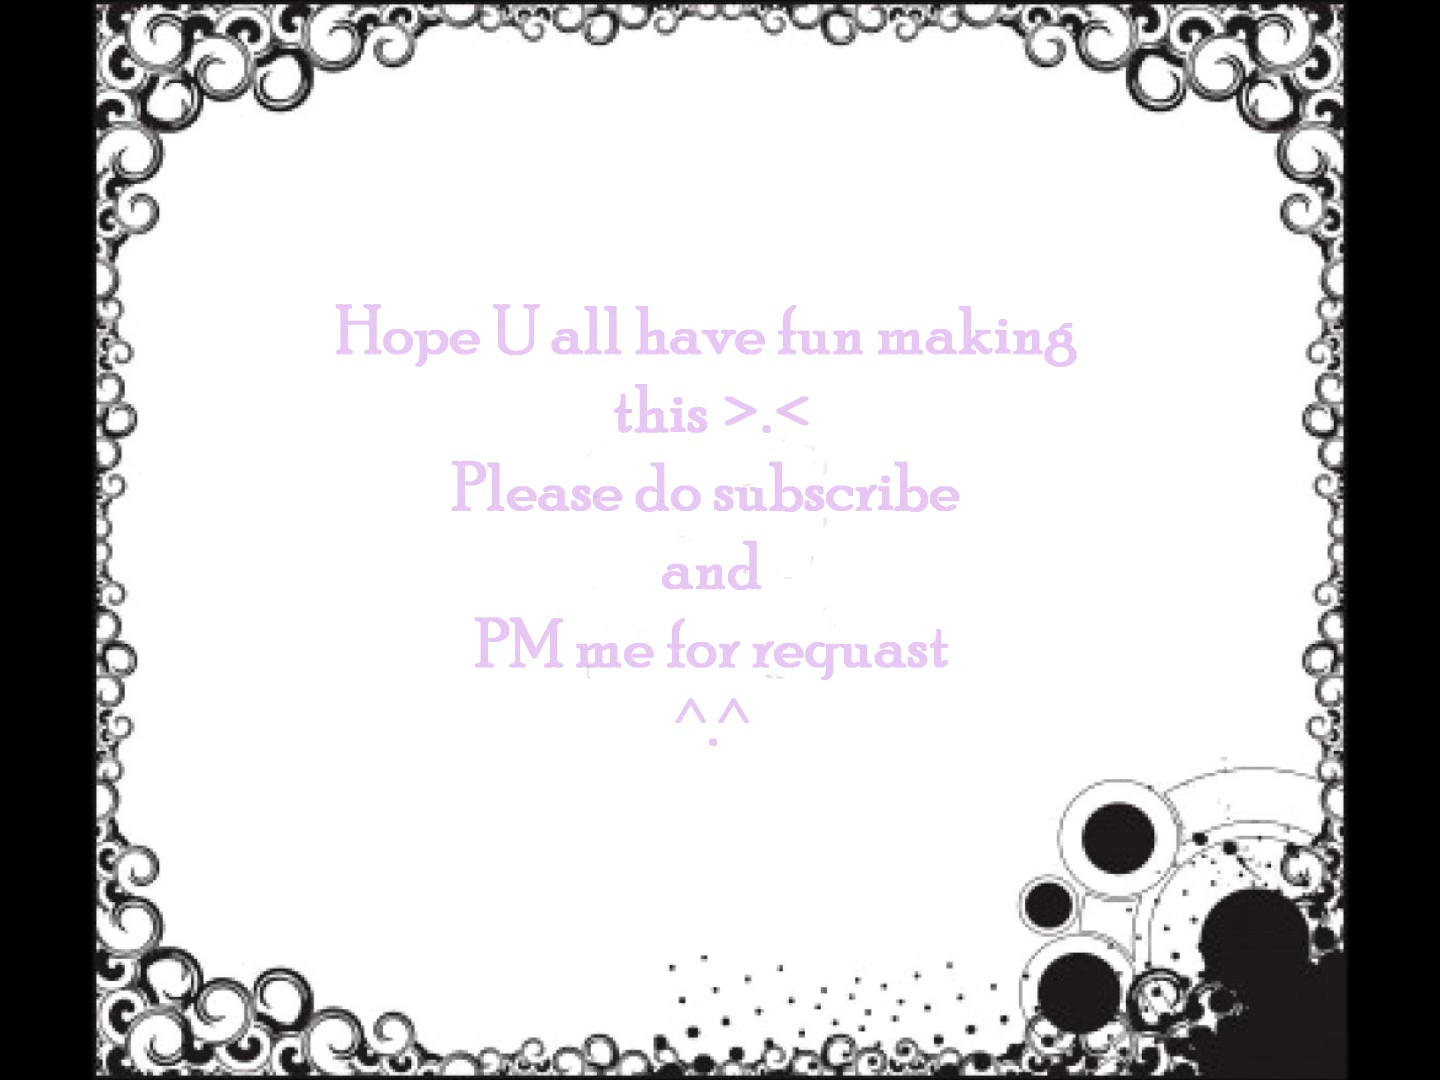 Hope U all have fun making
this >.<
Please do subscribe
and
PM me for requast
^.^